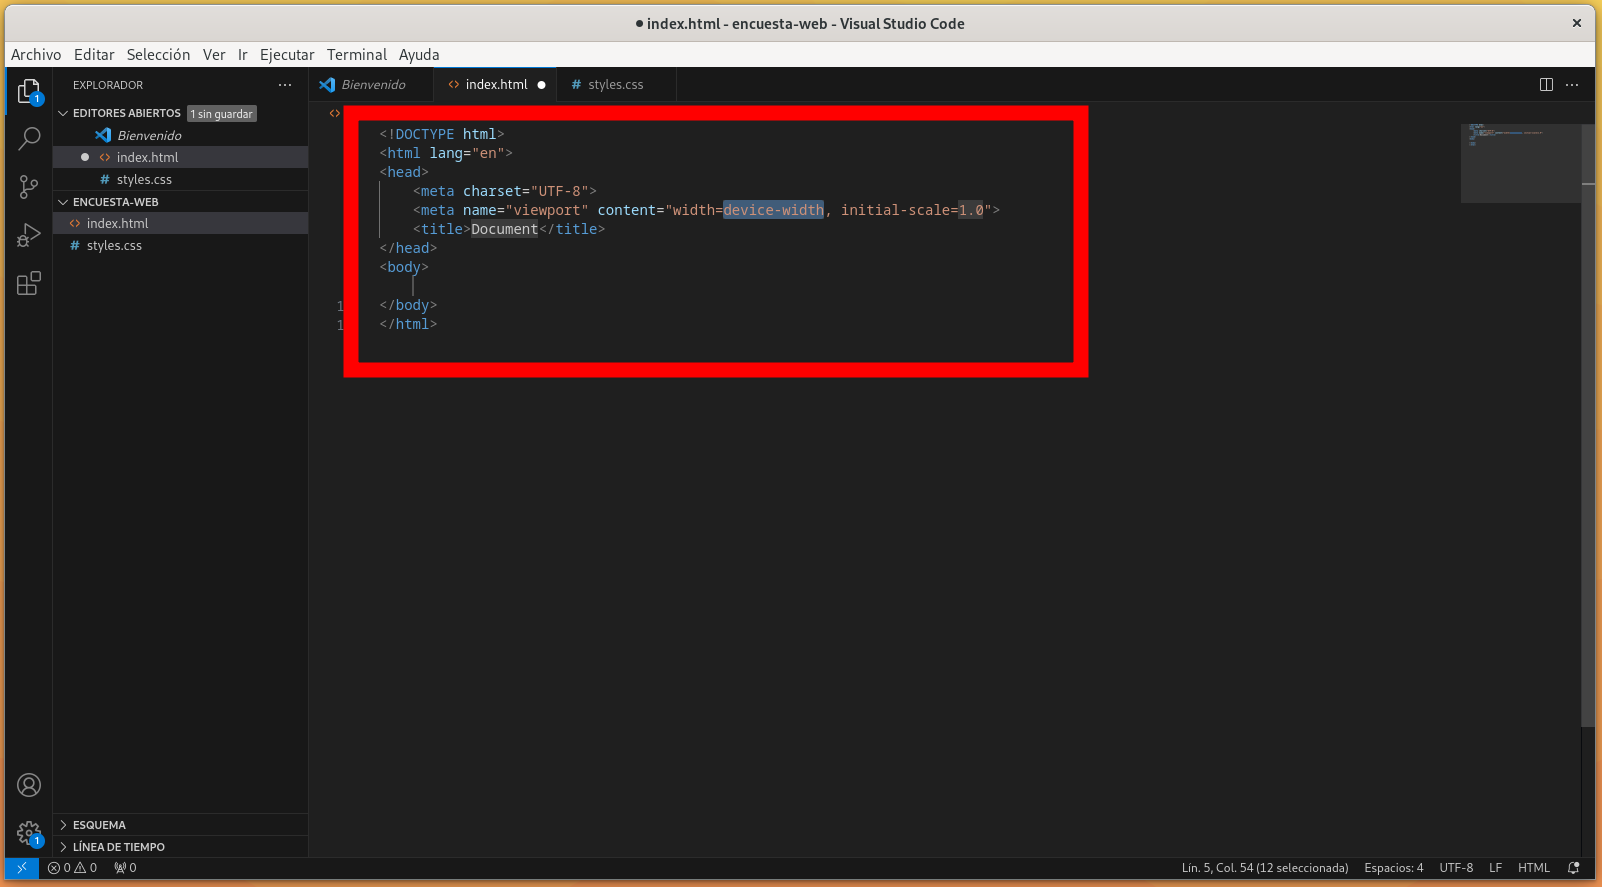 ● index.html - encuesta-web - Visual Studio Code
Archivo Editar Selección Ver Ir Ejecutar Terminal Ayuda
EXPLORADOR
EDITORES ABIERTOS 1 sin guardar
Bienvenido
index.html
# styles.css
ENCUESTA-WEB
index.html
# styles.css
ESQUEMA
LÍNEA DE TIEMPO
1
1
Bienvenido
index.html
# styles.css
<!DOCTYPE html>
<html lang="en">
<head>
<meta charset="UTF-8">
<meta name="viewport" content="width=device-width, initial-scale=1.0">
<title>Document</title>
</head>
<body>
1 </body>
1 </html>
0 0 0
Lín. 5, Col. 54 (12 seleccionada) Espacios: 4 UTF-8 LF HTML